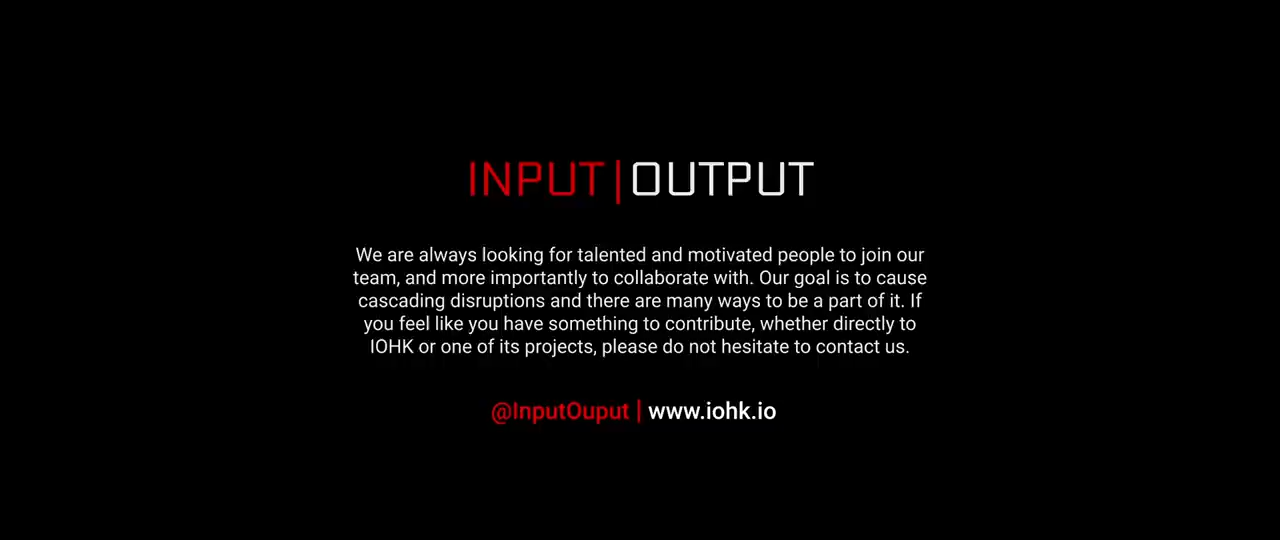 INPUT|OUTPUT
We are always looking for talented and motivated people to join our
team, and more importantly to collaborate with. Our goal is to cause
cascading disruptions and there are many ways to be a part of it. If
you feel like you have something to contribute, whether directly to
IOHK or one of its projects, please do not hesitate to contact us.
@InputOuput | www.iohk.io